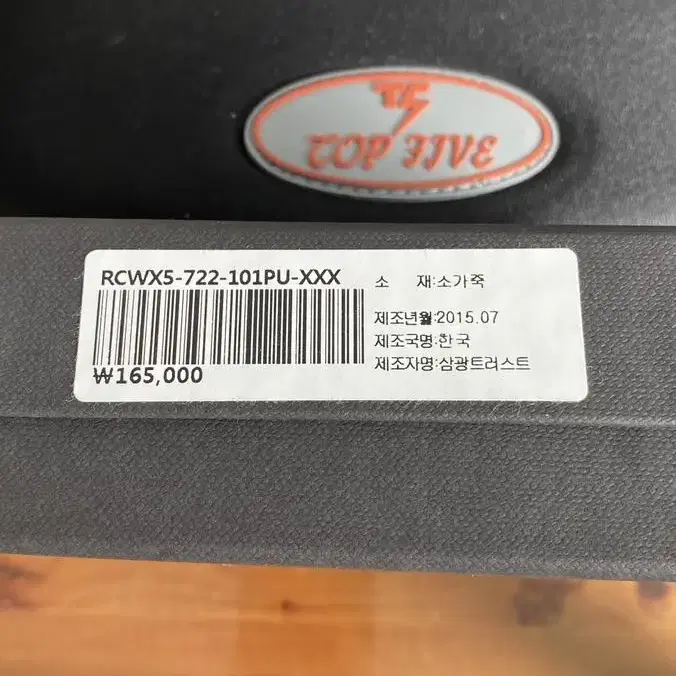 TS
TOP FIVE
RCWX5-722-101PU-XXX
₩165,000
소 재:소가죽
제조년월:2015.07
제조국명:한국
제조자명:삼광트러스트